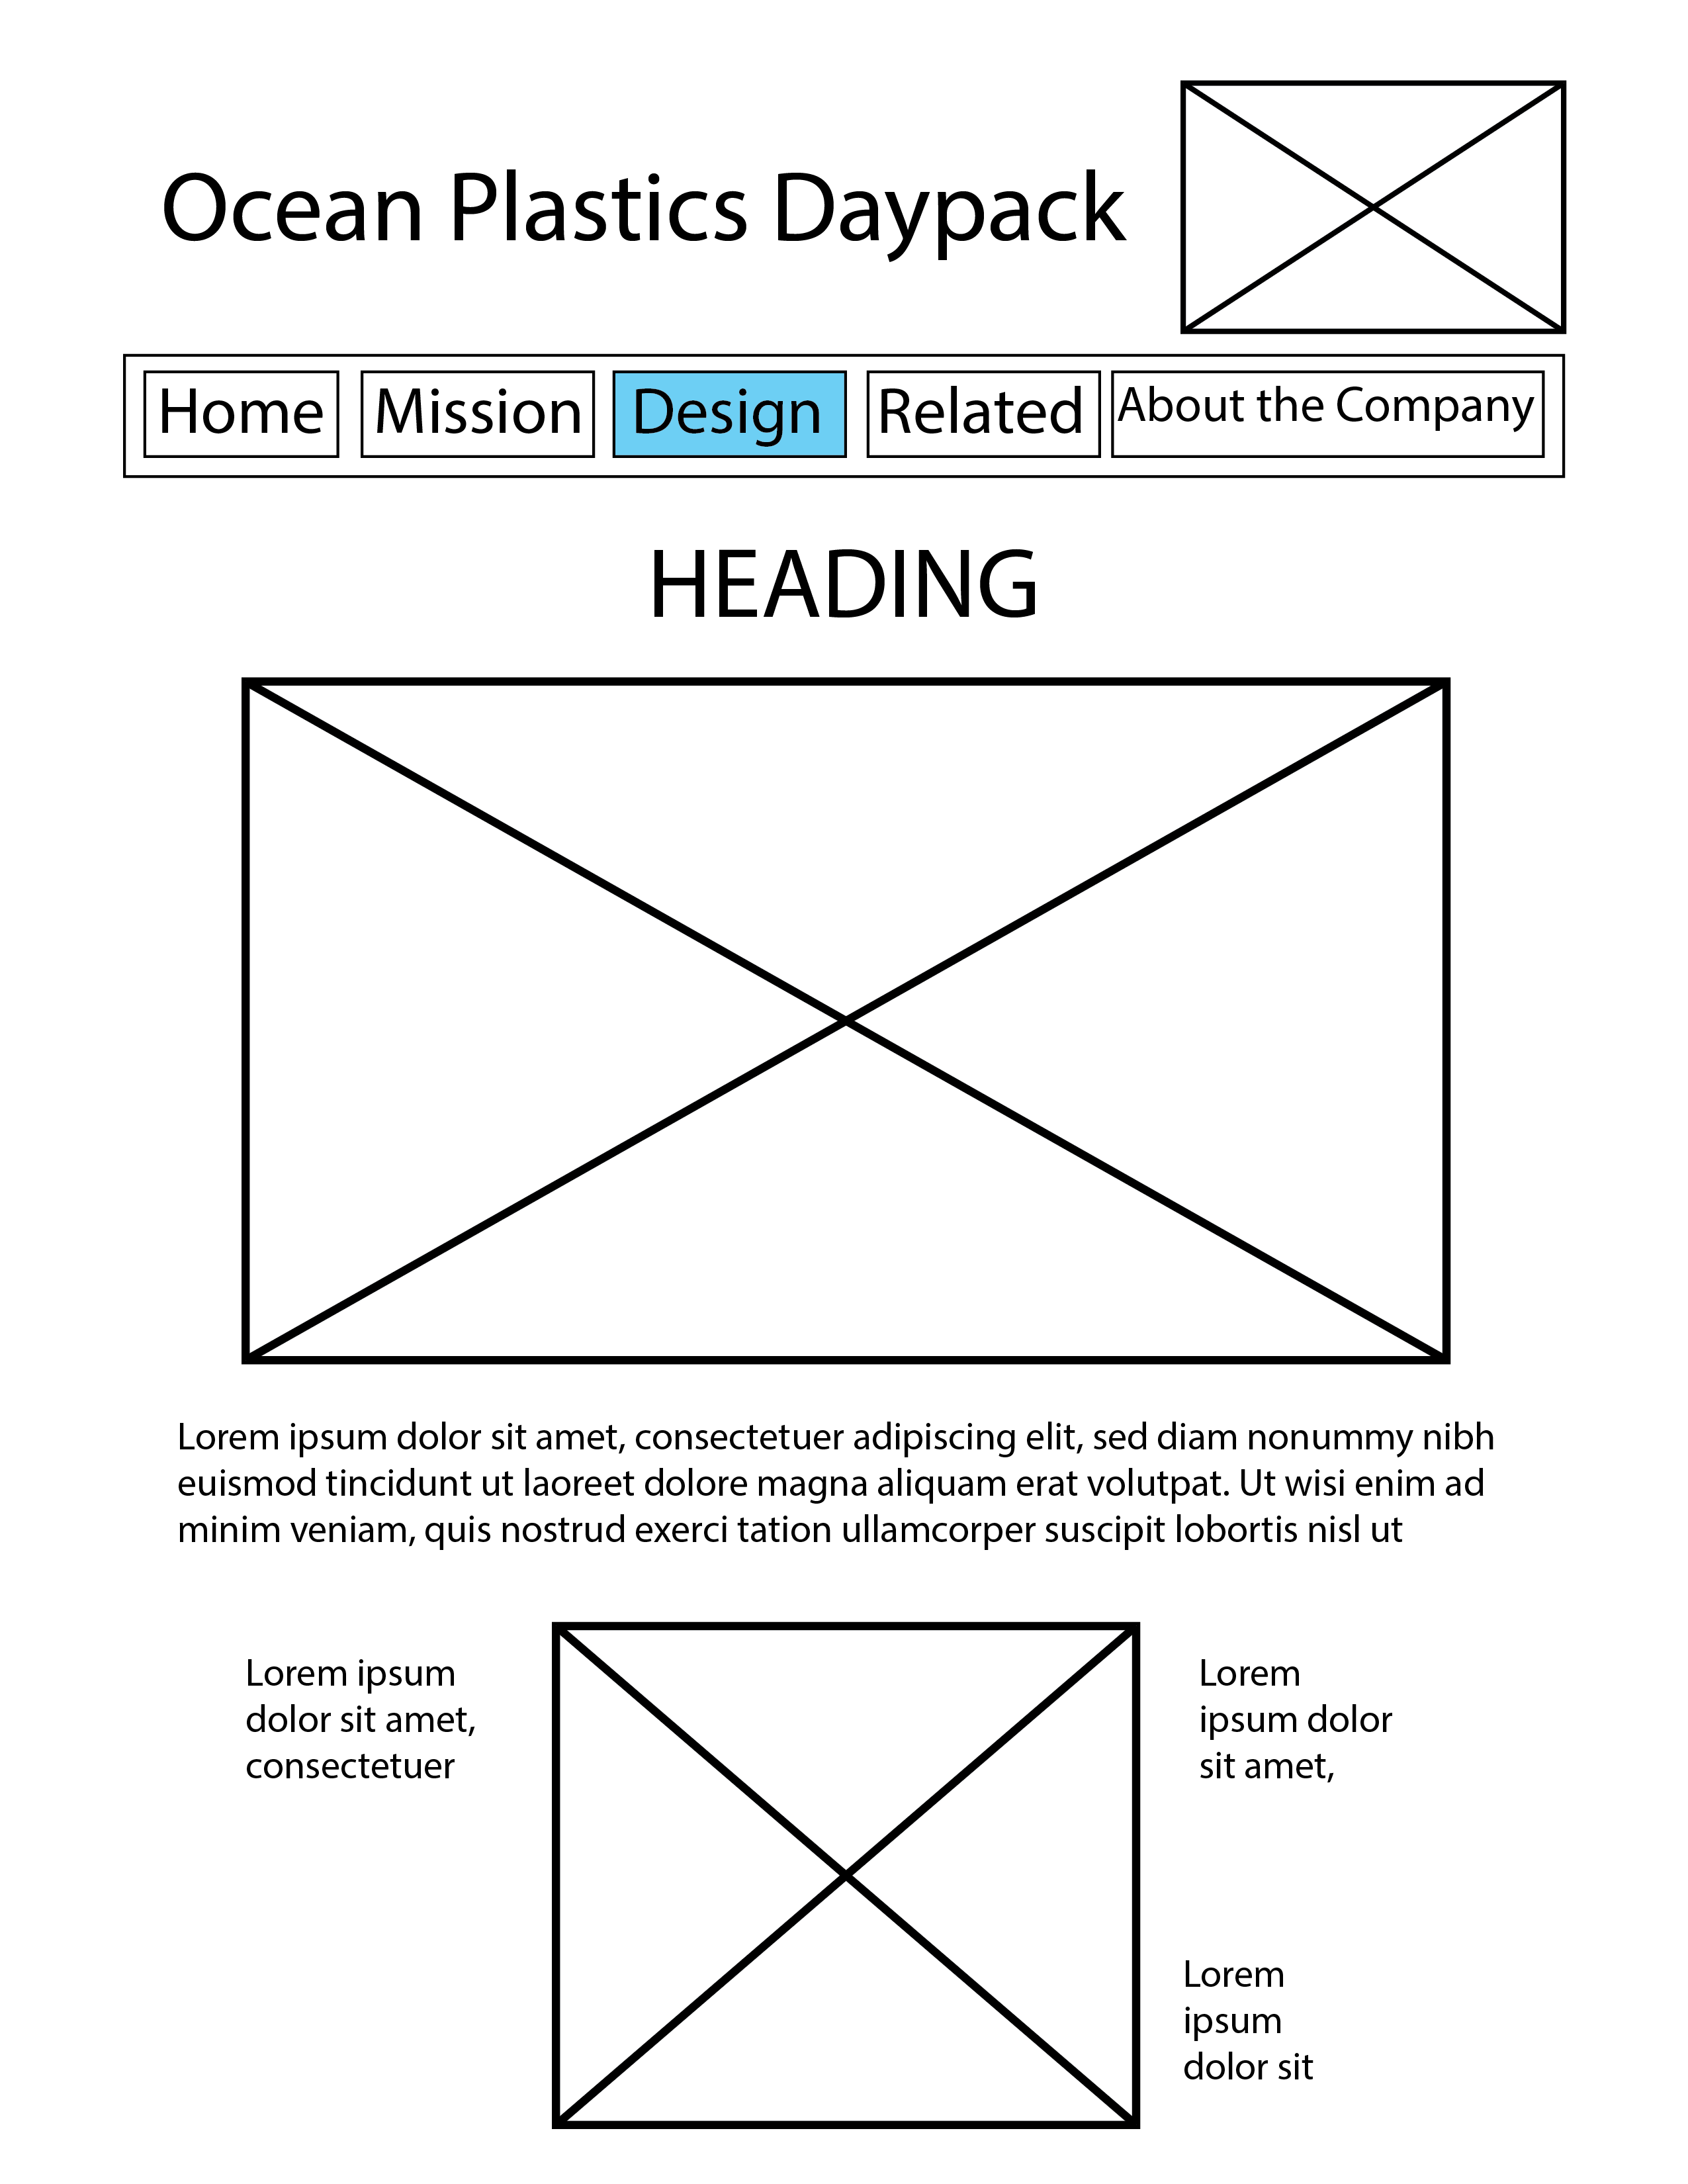 Ocean Plastics Daypack
Home Mission Design Related About the Company
HEADING
Lorem ipsum dolor sit amet, consectetuer adipiscing elit, sed diam nonummy nibh
euismod tincidunt ut laoreet dolore magna aliquam erat volutpat. Ut wisi enim ad
minim veniam, quis nostrud exerci tation ullamcorper suscipit lobortis nisl ut
Lorem ipsum
dolor sit amet,
consectetuer
Lorem
ipsum dolor
sit amet,
Lorem
ipsum
dolor sit